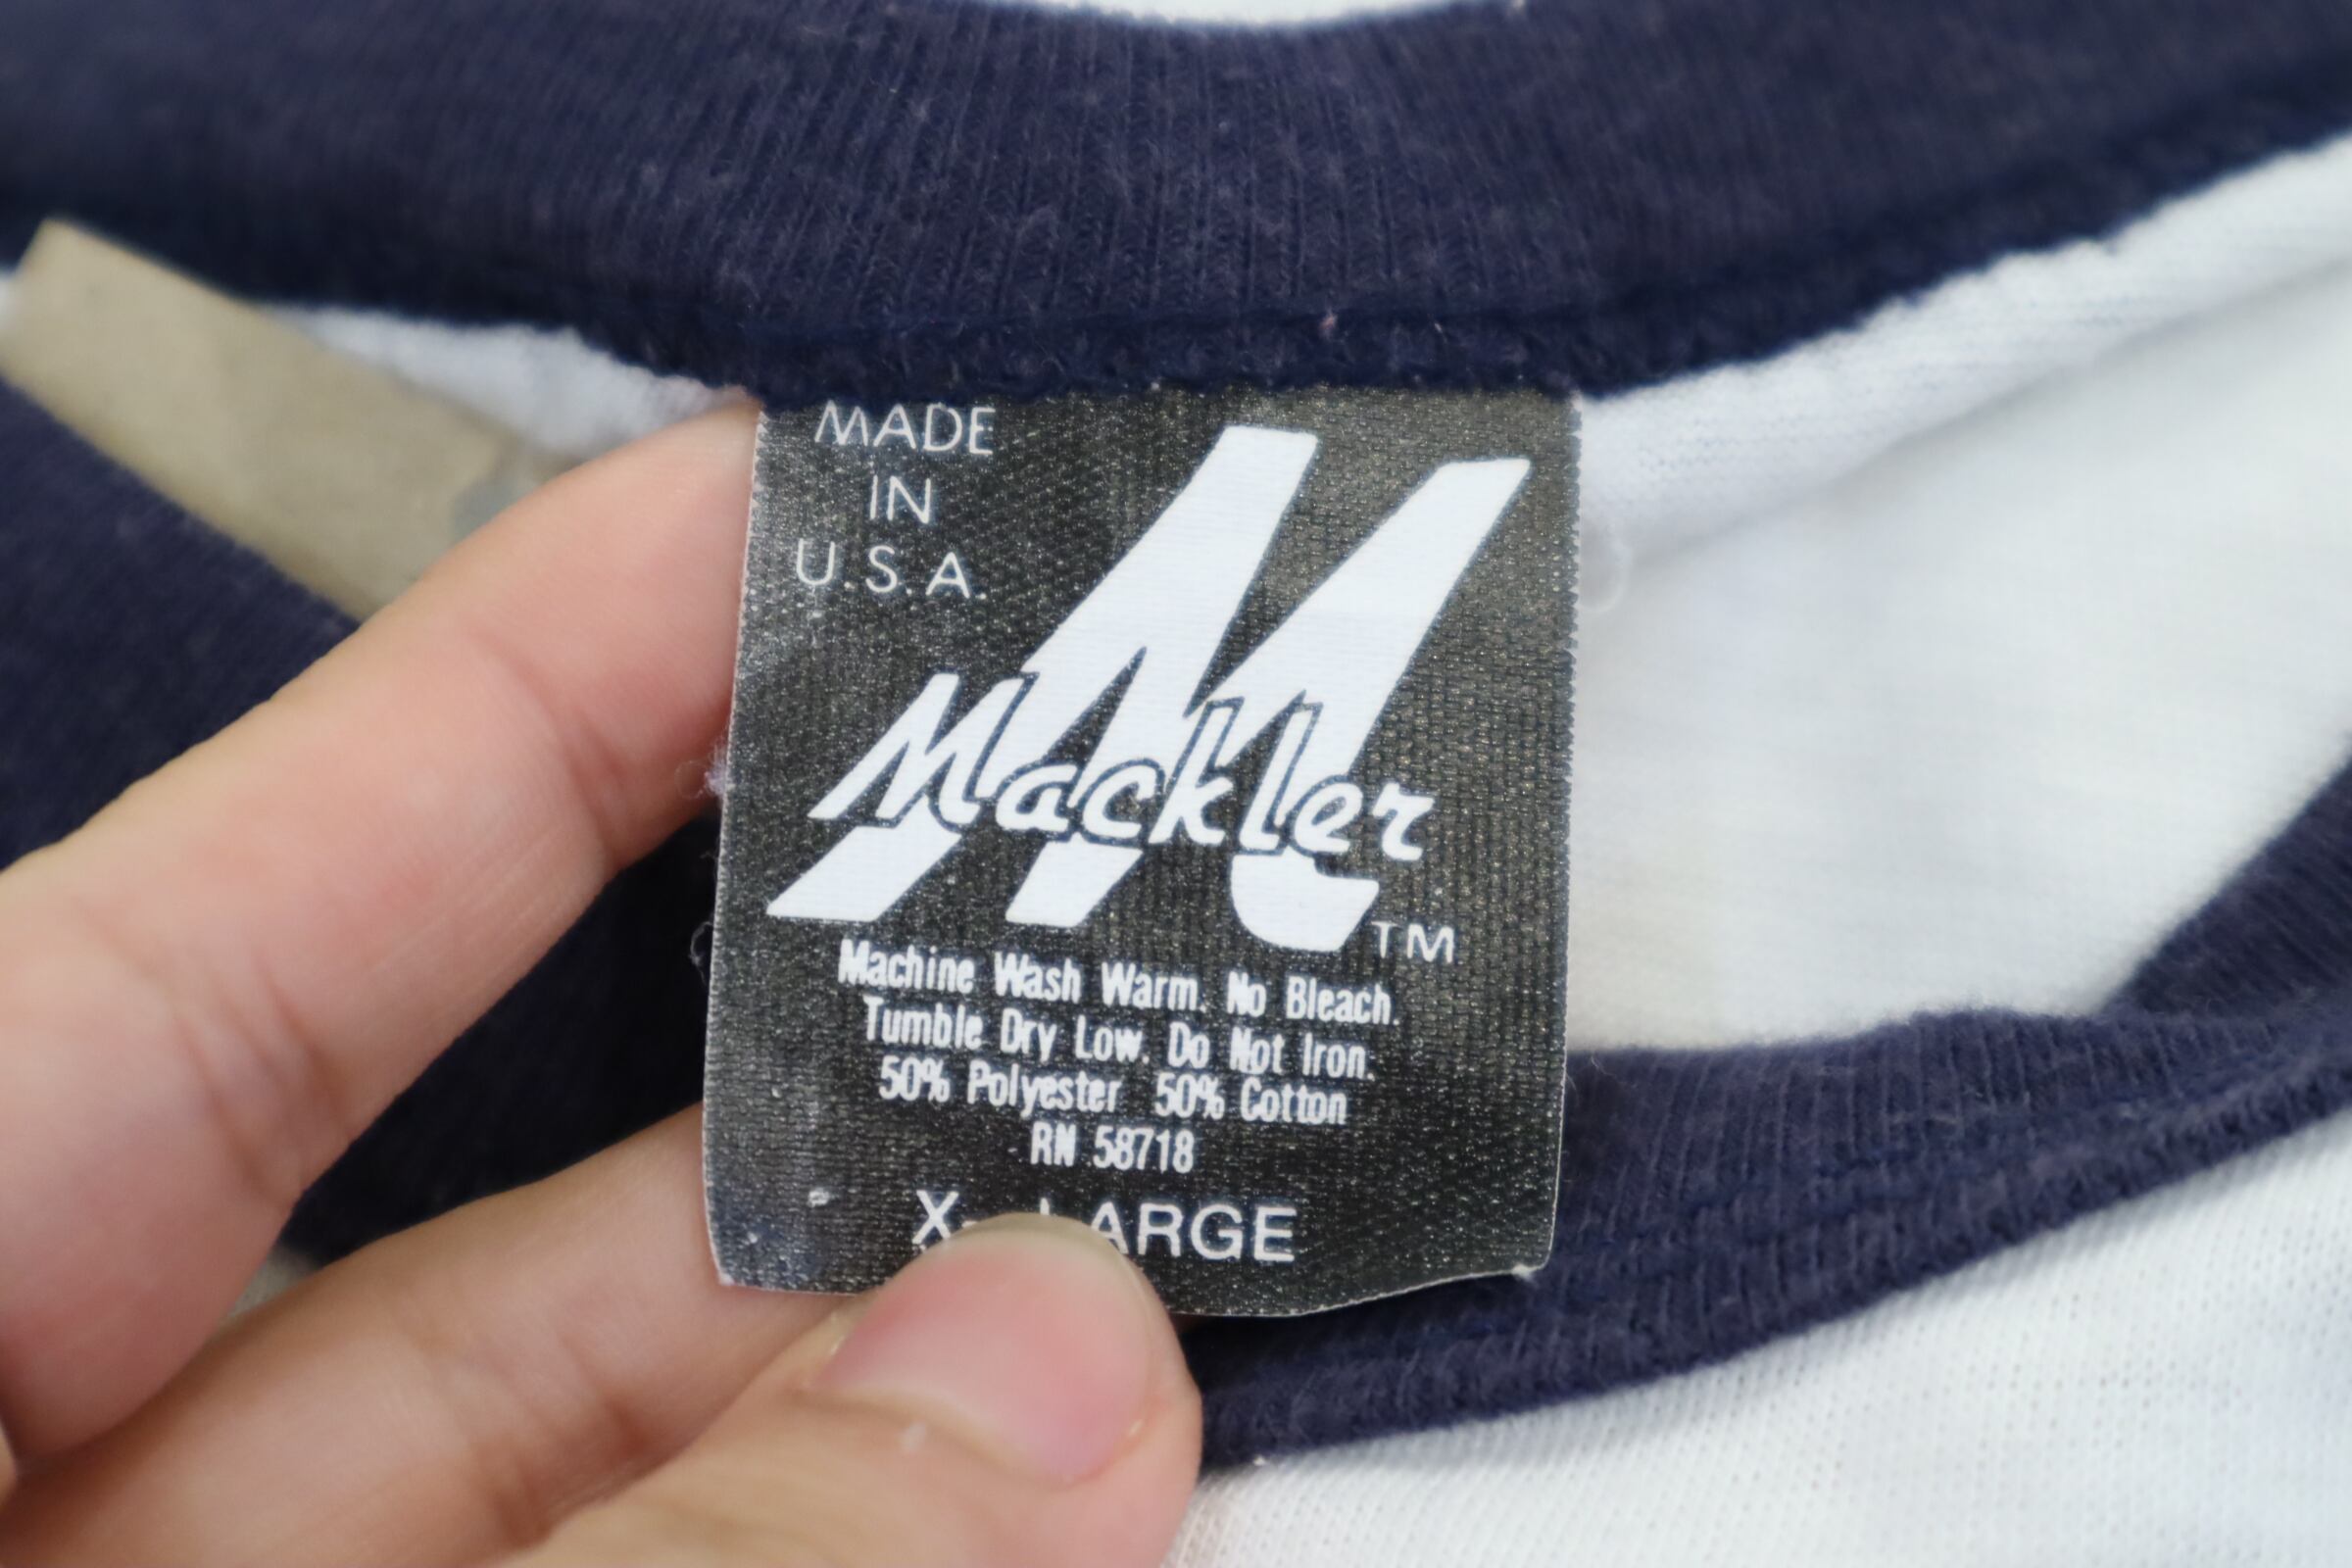 MADE
IN
U.S.A.
M
Mackler
TM
Machine Wash Warm. No Bleach.
Tumble Dry Low. Do Not Iron.
50% Polyester 50% Cotton
RN 58718
X-LARGE